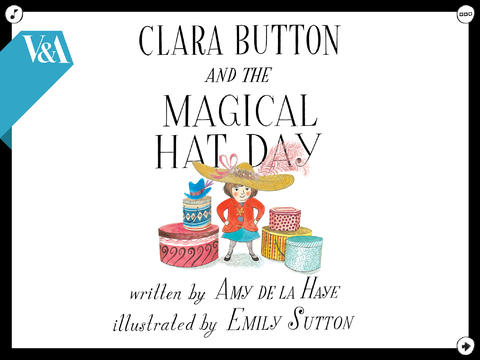 V&A
CLARA BUTTON
AND THE
MAGICAL
HAT DAY
written by AMY DE LA HAYE
illustrated by EMILY SUTTON